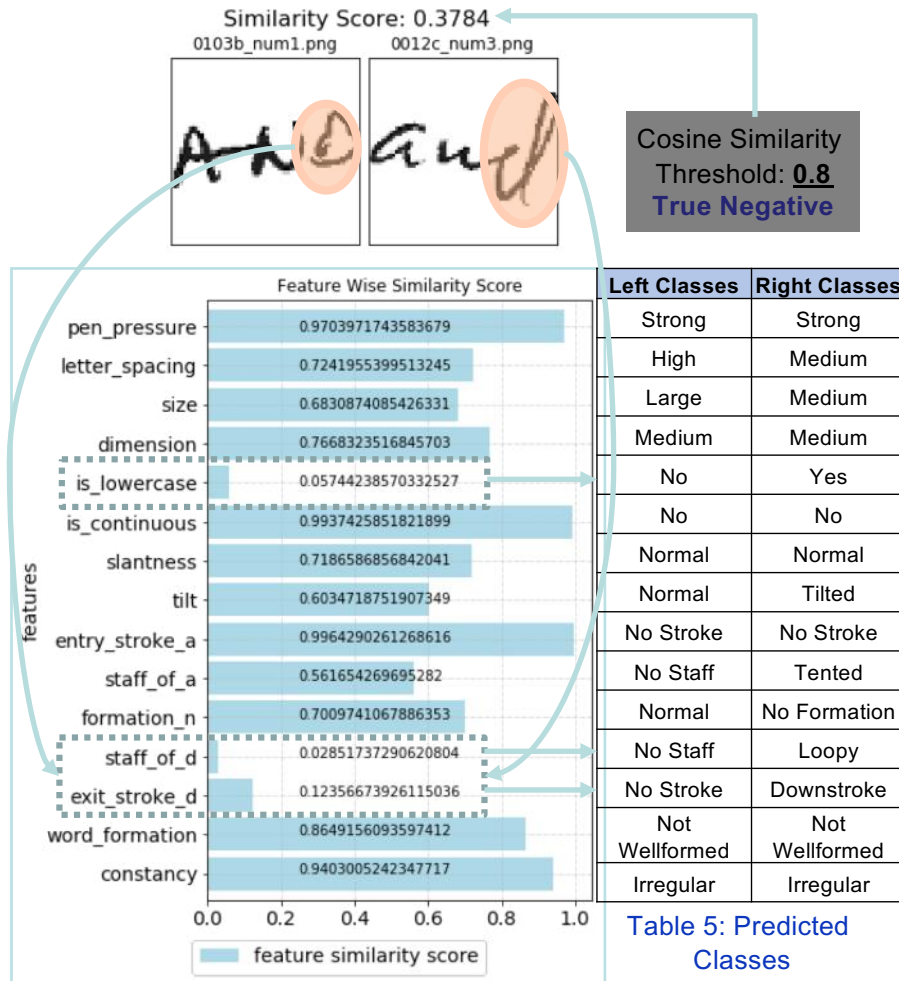 Similarity Score: 0.3784
0103b_num1.png
0012c_num3.png
AND
and
Cosine Similarity
Threshold: 0.8
True Negative
Feature Wise Similarity Score
Left Classes Right Classes
pen_pressure 0.9703971743583679 Strong Strong
letter_spacing 0.7241955399513245 High Medium
size 0.6830874085426331 Large Medium
dimension 0.7668323516845703 Medium Medium
is_lowercase 0.05744238570332527 No Yes
is_continuous 0.9937425851821899 No No
slantness 0.7186586856842041 Normal Normal
tilt 0.6034718751907349 Normal Tilted
entry_stroke_a 0.9964290261268616 No Stroke No Stroke
staff_of_a 0.561654269695282 No Staff Tented
formation_n 0.7009741067886353 Normal No Formation
staff_of_d 0.02851737290620804 No Staff Loopy
exit_stroke_d 0.12356673926115036 No Stroke Downstroke
word_formation 0.8649156093597412 Not Wellformed Not Wellformed
constancy 0.9403005242347717 Irregular Irregular
features
0.0 0.2 0.4 0.6 0.8 1.0
feature similarity score
Table 5: Predicted
Classes